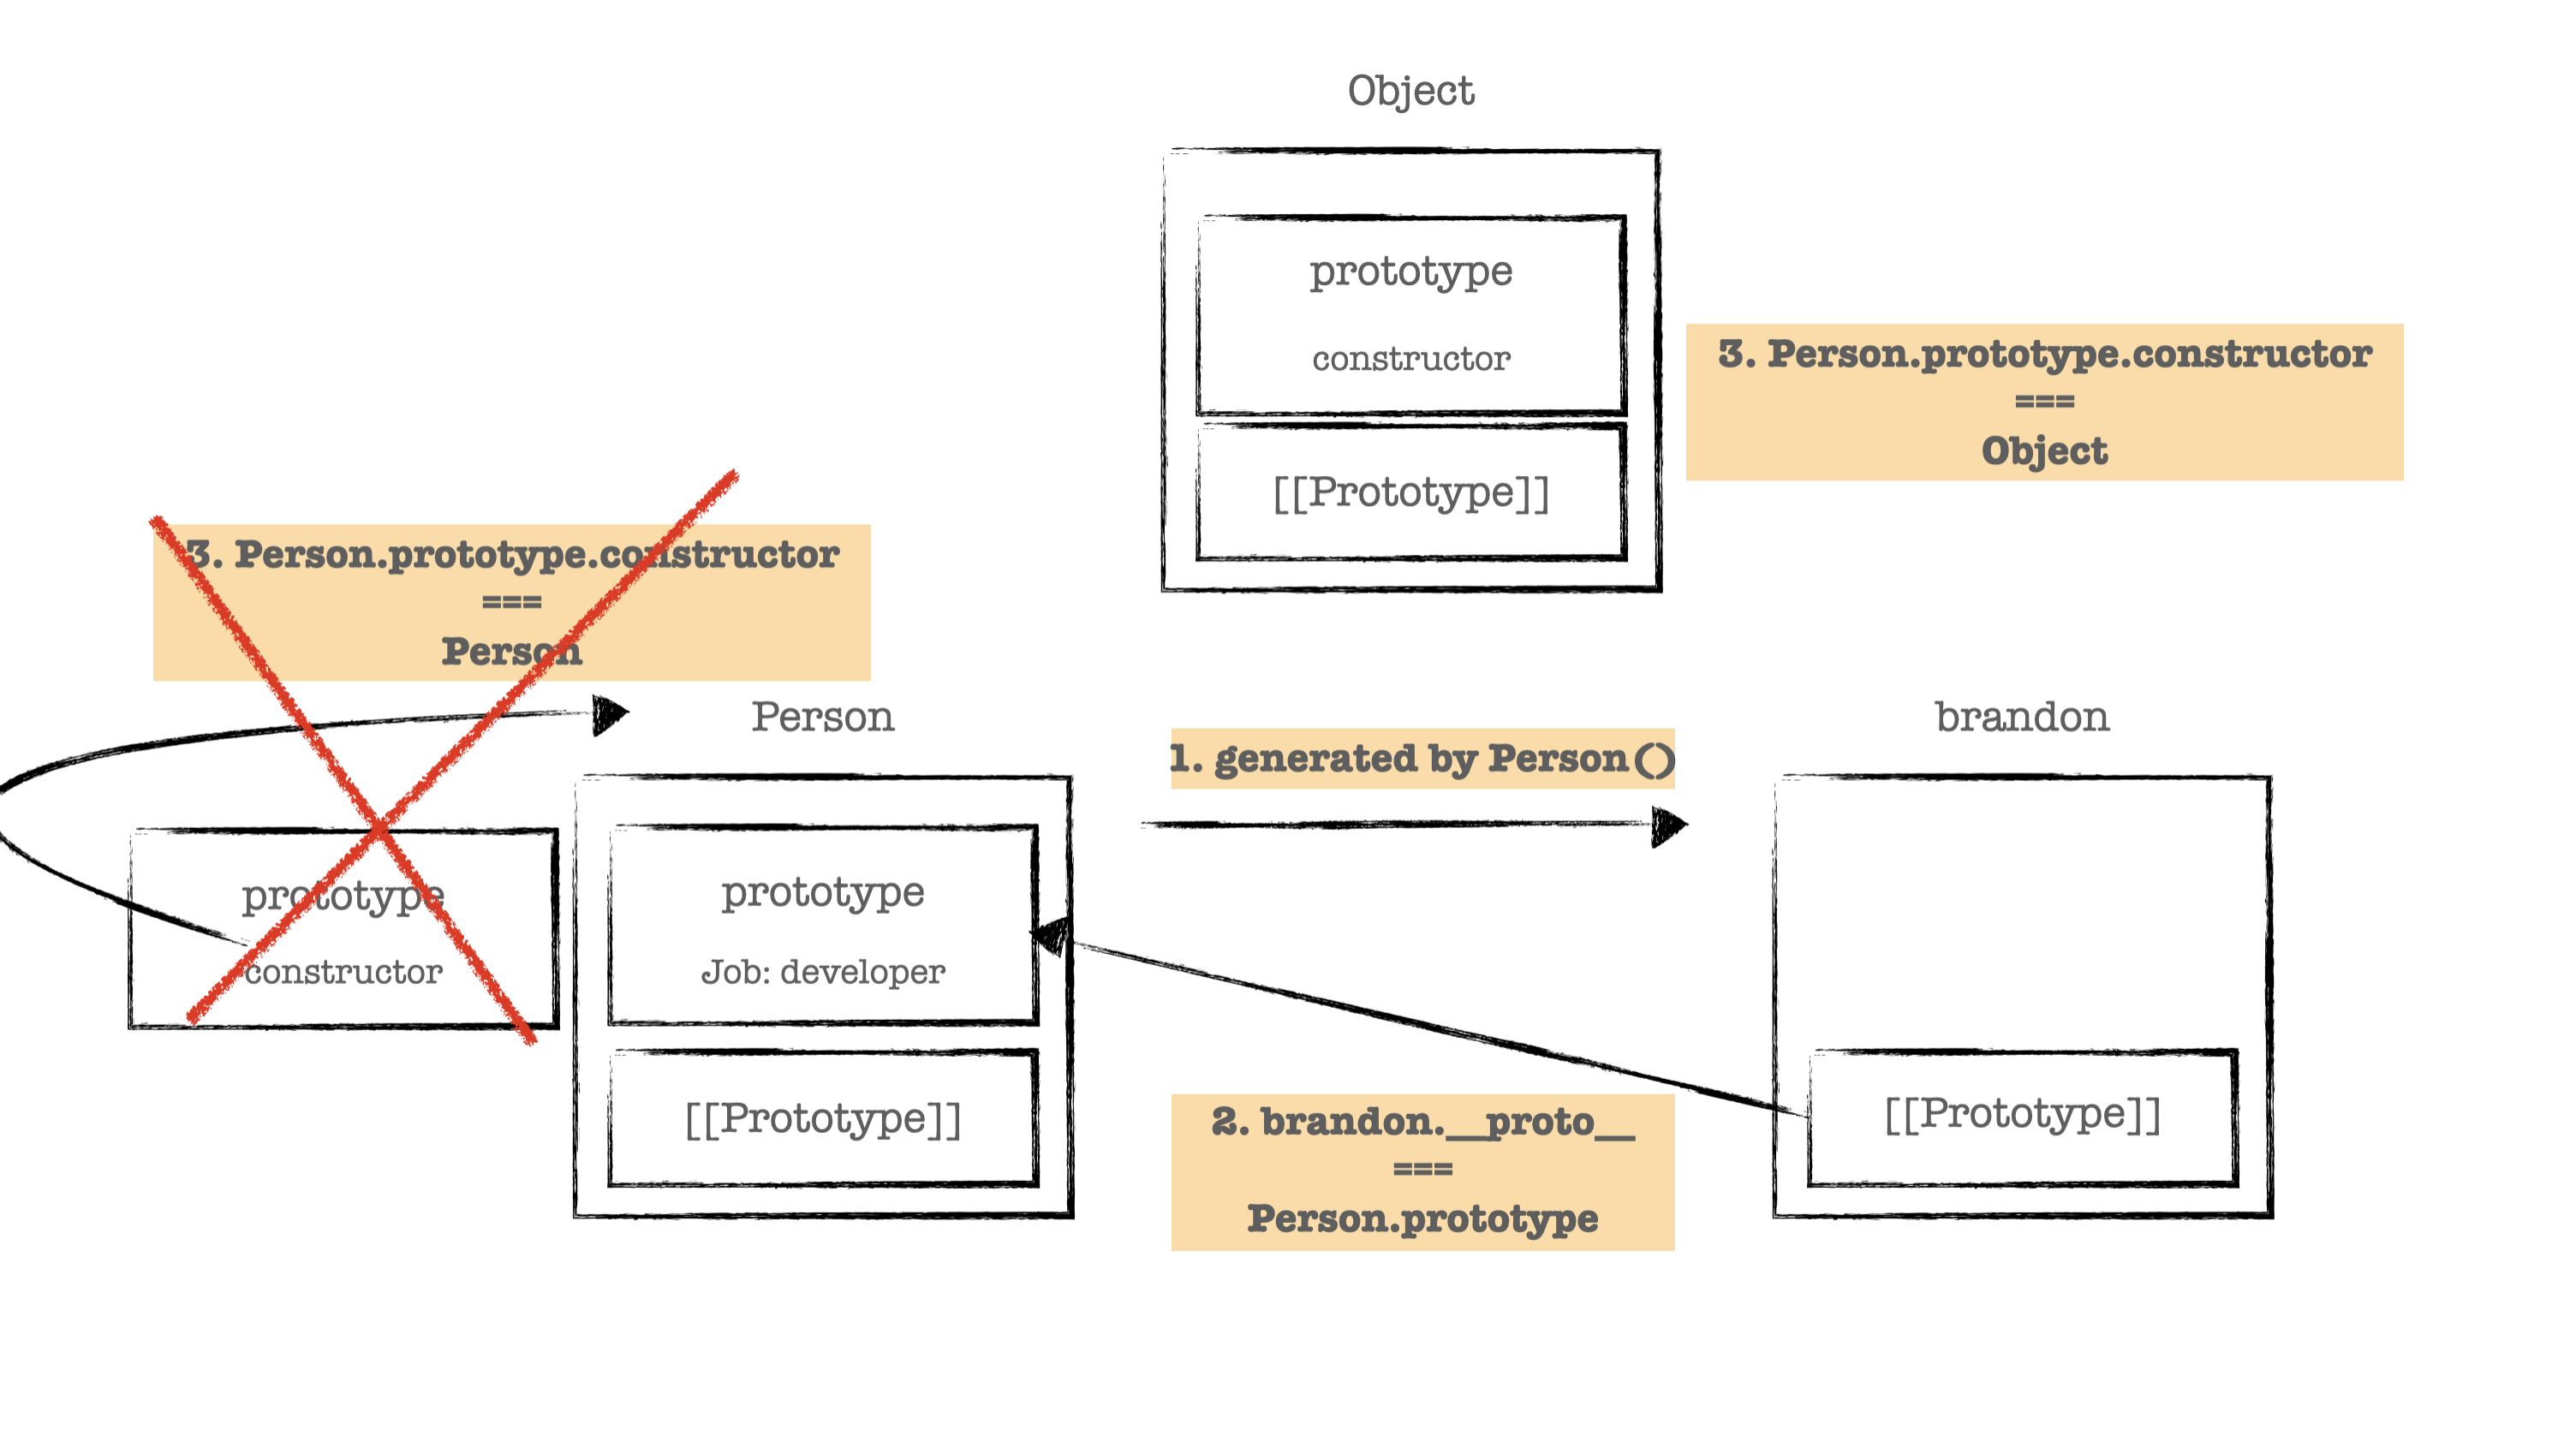 Object
prototype
constructor
[[Prototype]]
3. Person.prototype.constructor
===
Object
3. Person.prototype.constructor
===
Person
prototype
constructor
Person
prototype
Job: developer
[[Prototype]]
1. generated by Person()
2. brandon.__proto__
===
Person.prototype
brandon
[[Prototype]]